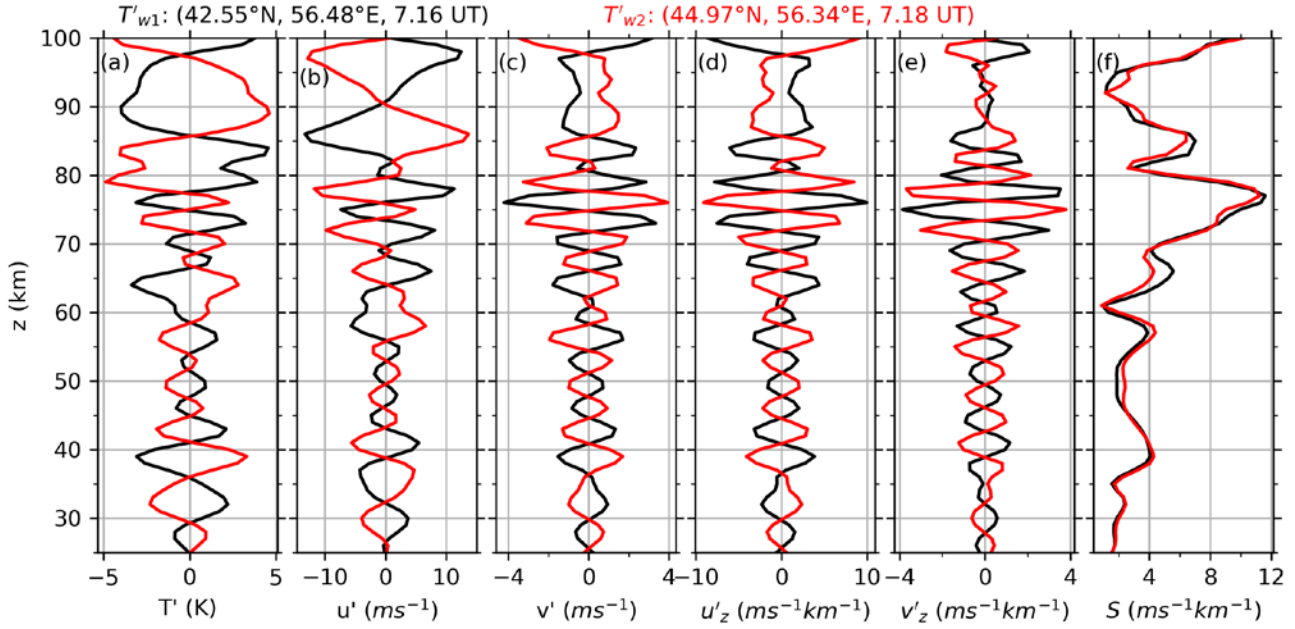 T'w1: (42.55°N, 56.48°E, 7.16 UT) T'w2: (44.97°N, 56.34°E, 7.18 UT)
(a) (b) (c) (d) (e) (f)
100
90
80
70
60
50
40
30
z (km)
−5 0 5 −10 0 10 −4 0 4 −10 0 10 −4 0 4 4 8 12
T' (K) u' (ms⁻¹) v' (ms⁻¹) u'z (ms⁻¹km⁻¹) v'z (ms⁻¹km⁻¹) S (ms⁻¹km⁻¹)